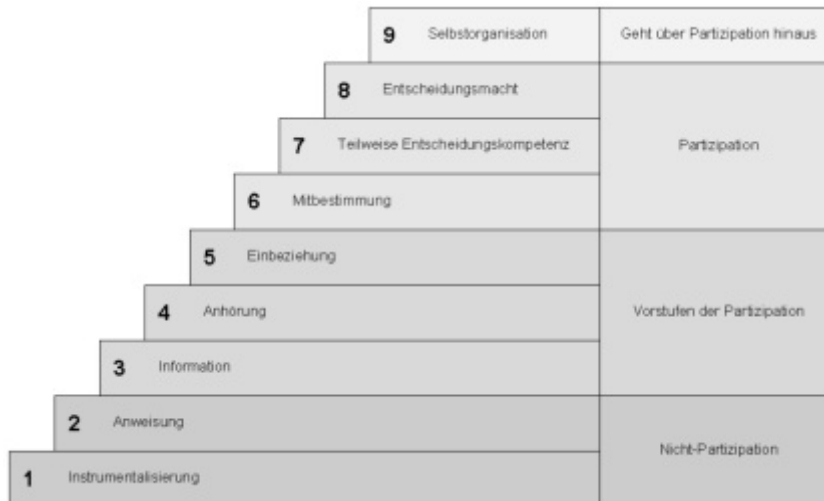 9 Selbstorganisation Geht über Partizipation hinaus
8 Entscheidungsmacht
7 Teilweise Entscheidungskompetenz Partizipation
6 Mitbestimmung
5 Einbeziehung
4 Anhörung Vorstufen der Partizipation
3 Information
2 Anweisung
Nicht-Partizipation
1 Instrumentalisierung